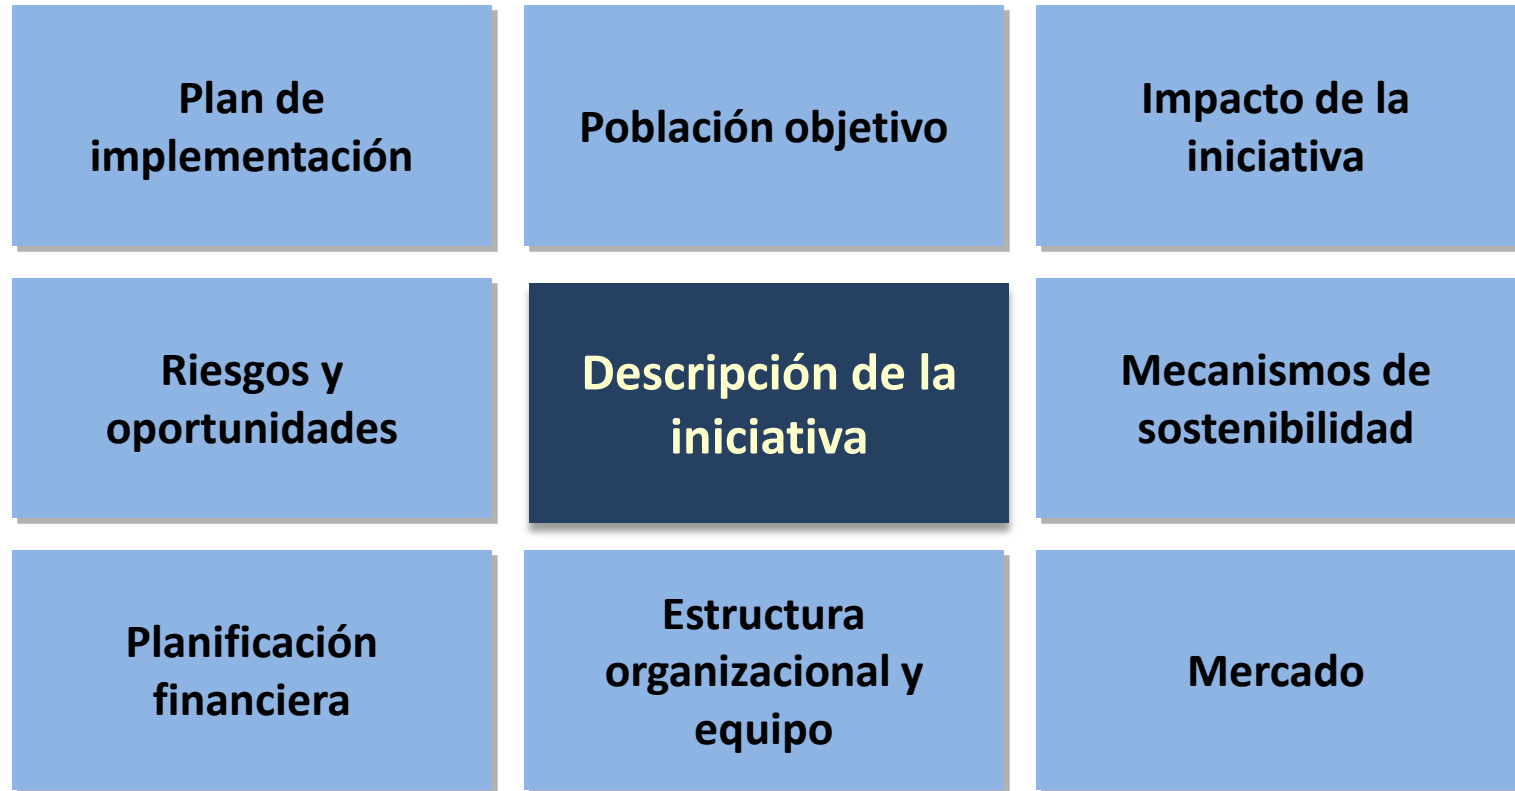 Plan de
implementación
Población objetivo
Impacto de la
iniciativa
Riesgos y
oportunidades
Descripción de la
iniciativa
Mecanismos de
sostenibilidad
Planificación
financiera
Estructura
organizacional y
equipo
Mercado